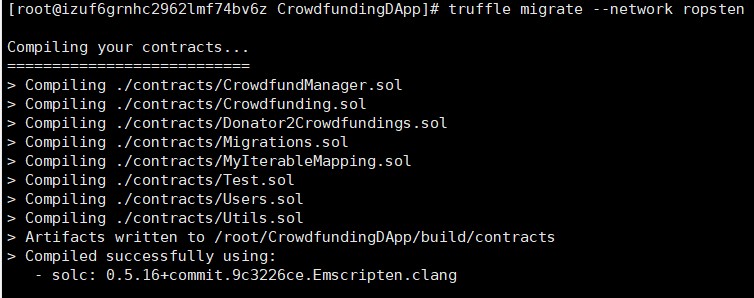 [root@izuf6grnhc2962lmf74bv6z CrowdfundingDApp]# truffle migrate --network ropsten
Compiling your contracts...
===========================
> Compiling ./contracts/CrowdfundManager.sol
> Compiling ./contracts/Crowdfunding.sol
> Compiling ./contracts/Donator2Crowdfundings.sol
> Compiling ./contracts/Migrations.sol
> Compiling ./contracts/MyIterableMapping.sol
> Compiling ./contracts/Test.sol
> Compiling ./contracts/Users.sol
> Compiling ./contracts/Utils.sol
> Artifacts written to /root/CrowdfundingDApp/build/contracts
> Compiled successfully using:
   - solc: 0.5.16+commit.9c3226ce.Emscripten.clang